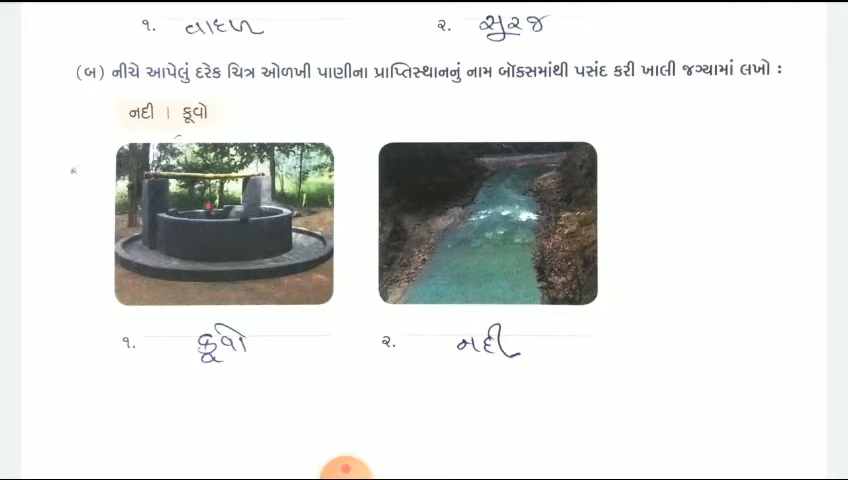 ૧. વાદળ ૨. સૂરજ
(બ) નીચે આપેલું દરેક ચિત્ર ઓળખી પાણીના પ્રાપ્તિસ્થાનનું નામ બૉક્સમાંથી પસંદ કરી ખાલી જગ્યામાં લખો :
નદી । કૂવો
૧. કૂવો ૨. નદી